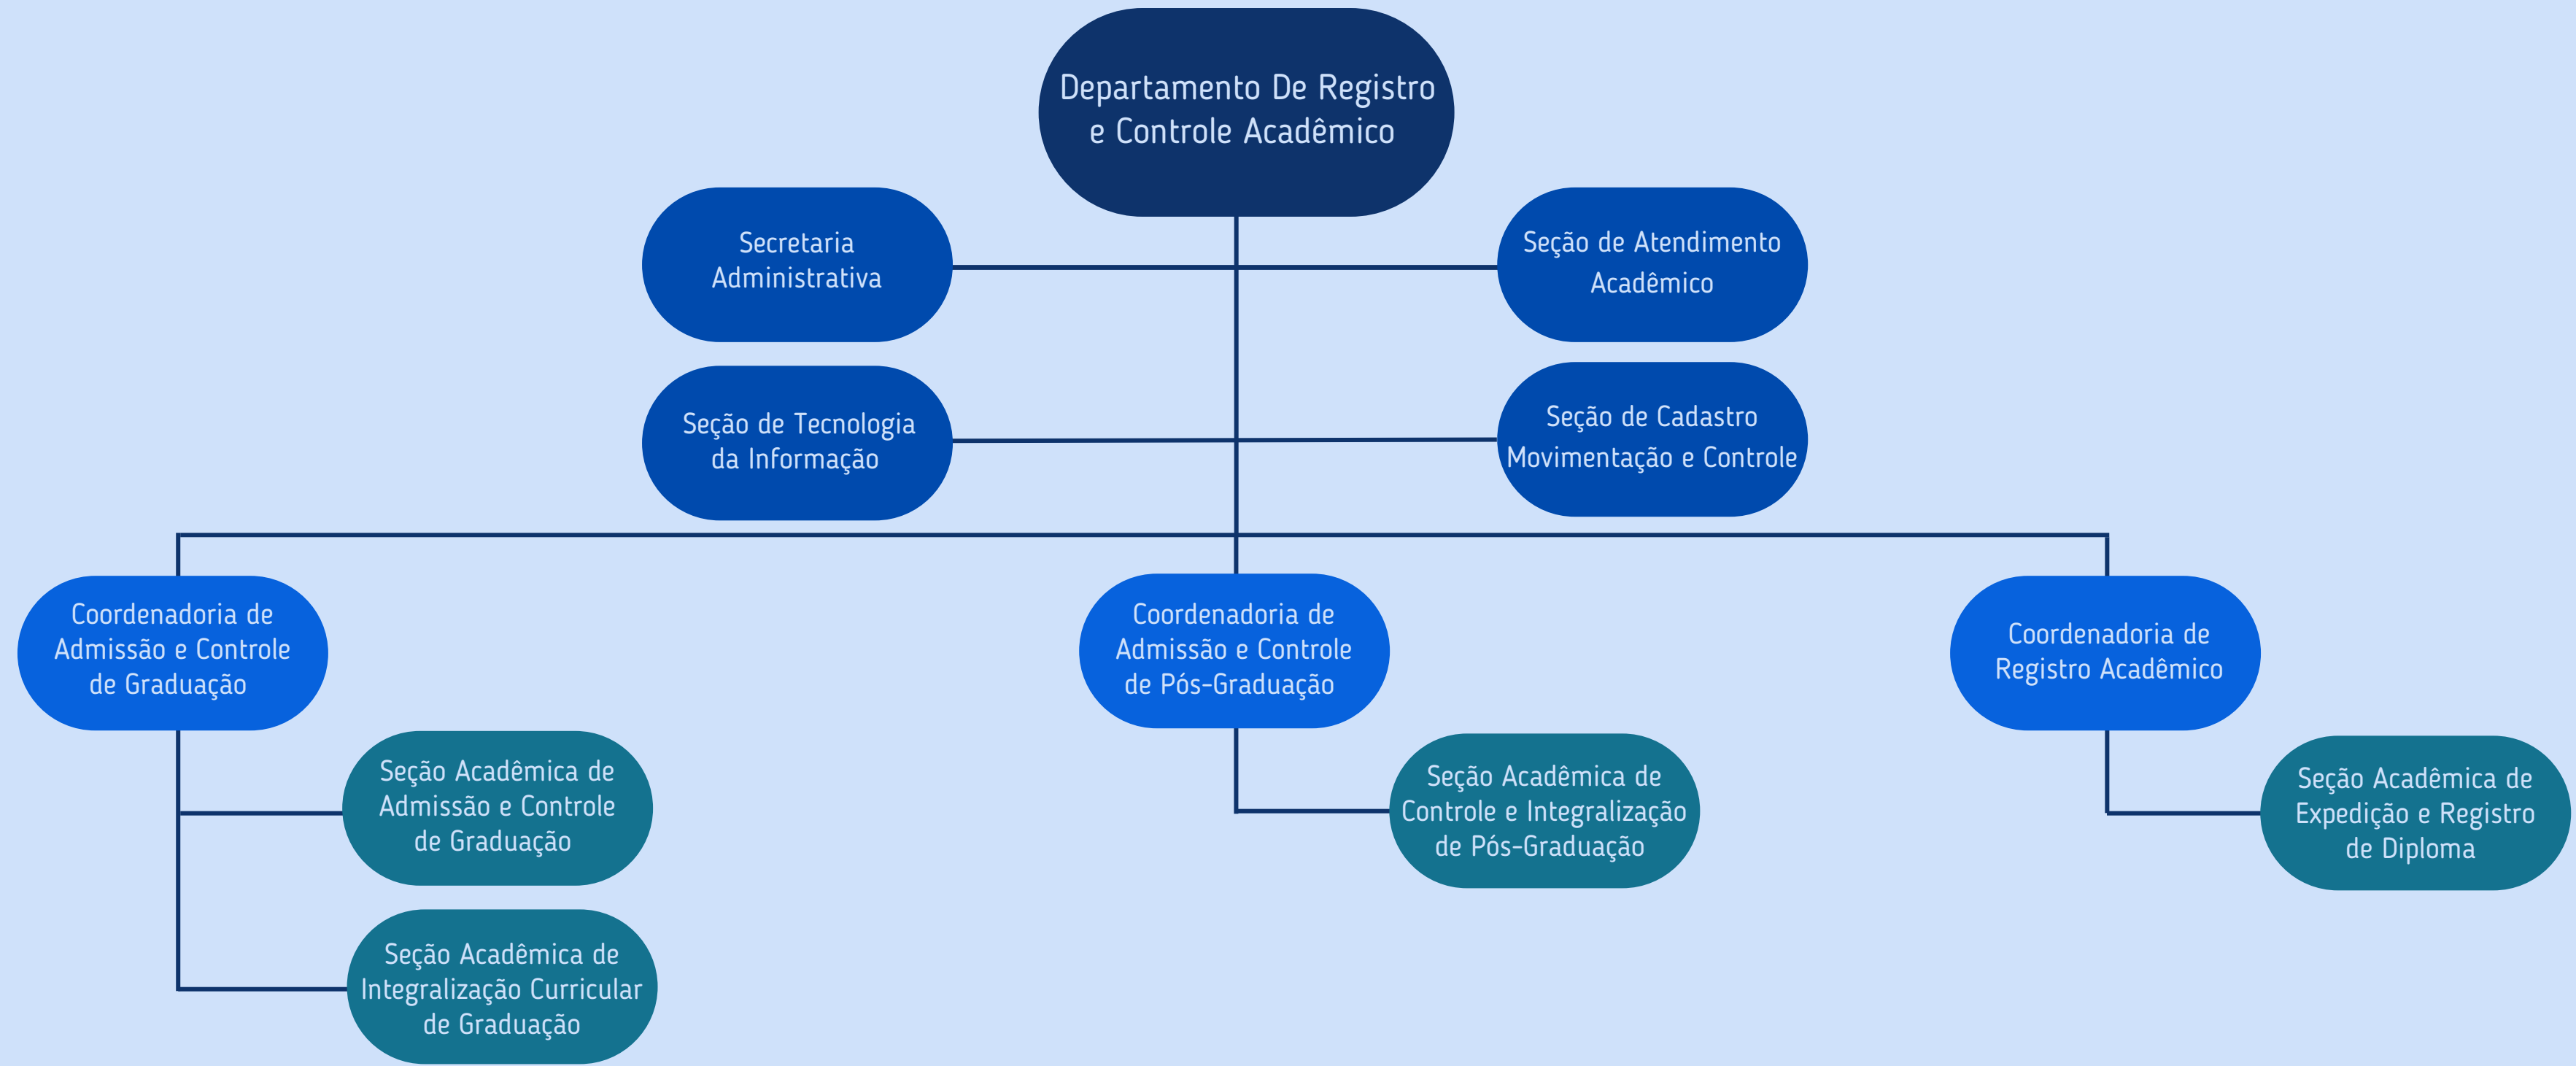 Departamento De Registro
e Controle Acadêmico
Secretaria
Administrativa
Seção de Atendimento
Acadêmico
Seção de Tecnologia
da Informação
Seção de Cadastro
Movimentação e Controle
Coordenadoria de
Admissão e Controle
de Graduação
Coordenadoria de
Admissão e Controle
de Pós-Graduação
Coordenadoria de
Registro Acadêmico
Seção Acadêmica de
Admissão e Controle
de Graduação
Seção Acadêmica de
Controle e Integralização
de Pós-Graduação
Seção Acadêmica de
Expedição e Registro
de Diploma
Seção Acadêmica de
Integralização Curricular
de Graduação